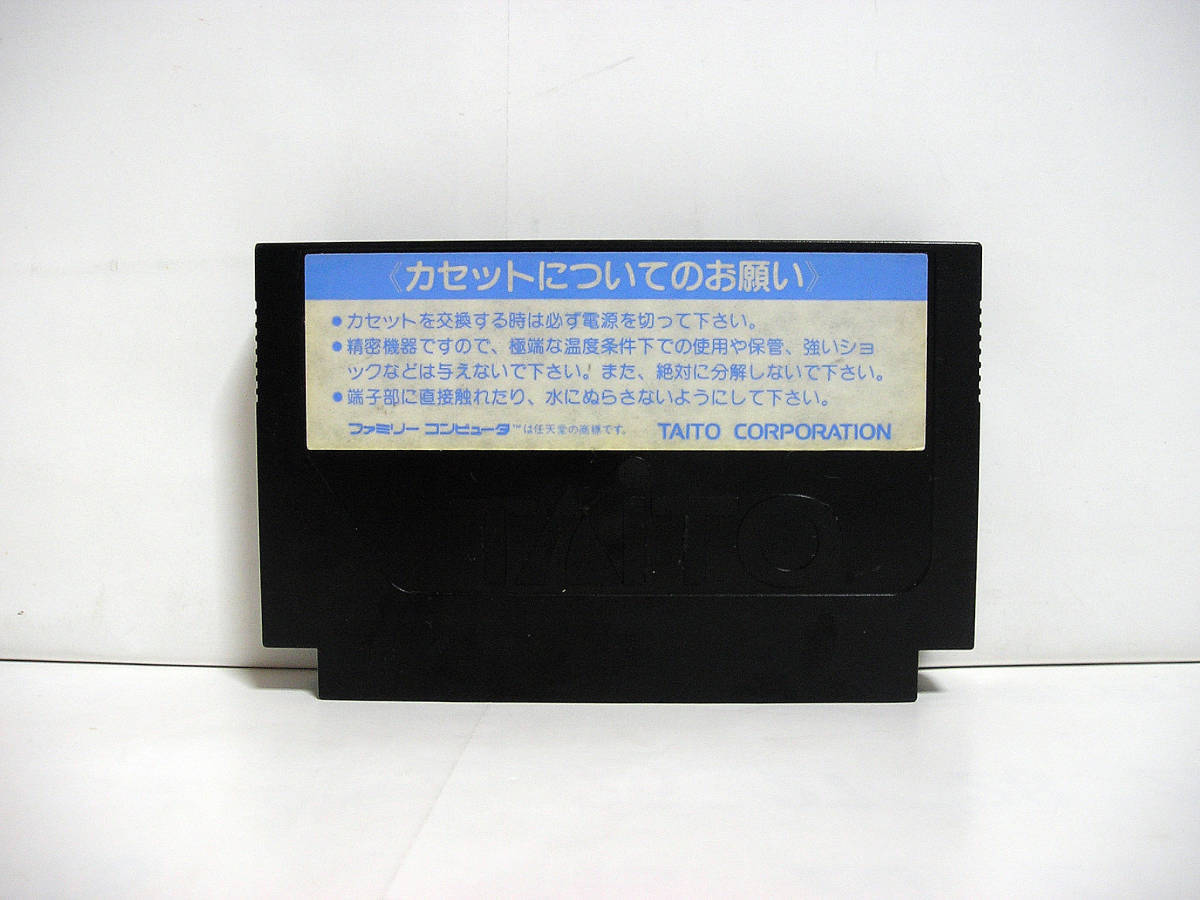 《カセットについてのお願い》
●カセットを交換する時は必ず電源を切って下さい。
●精密機器ですので、極端な温度条件下での使用や保管、強いショ
ックなどは与えないで下さい。また、絶対に分解しないで下さい。
●端子部に直接触れたり、水にぬらさないようにして下さい。
ファミリー コンピュータ™は任天堂の商標です。 TAITO CORPORATION
TAITO